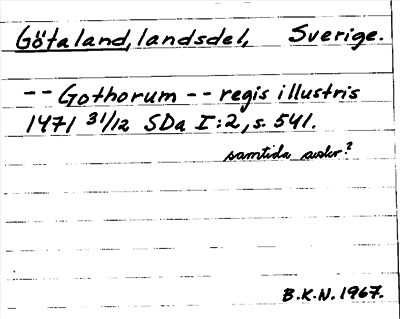 Götaland, landsdel, Sverige.
-- Gothorum -- regis illustris
1471 31/12 SDa I:2, s. 541.
samtida avskr?
B.K.N. 1967.